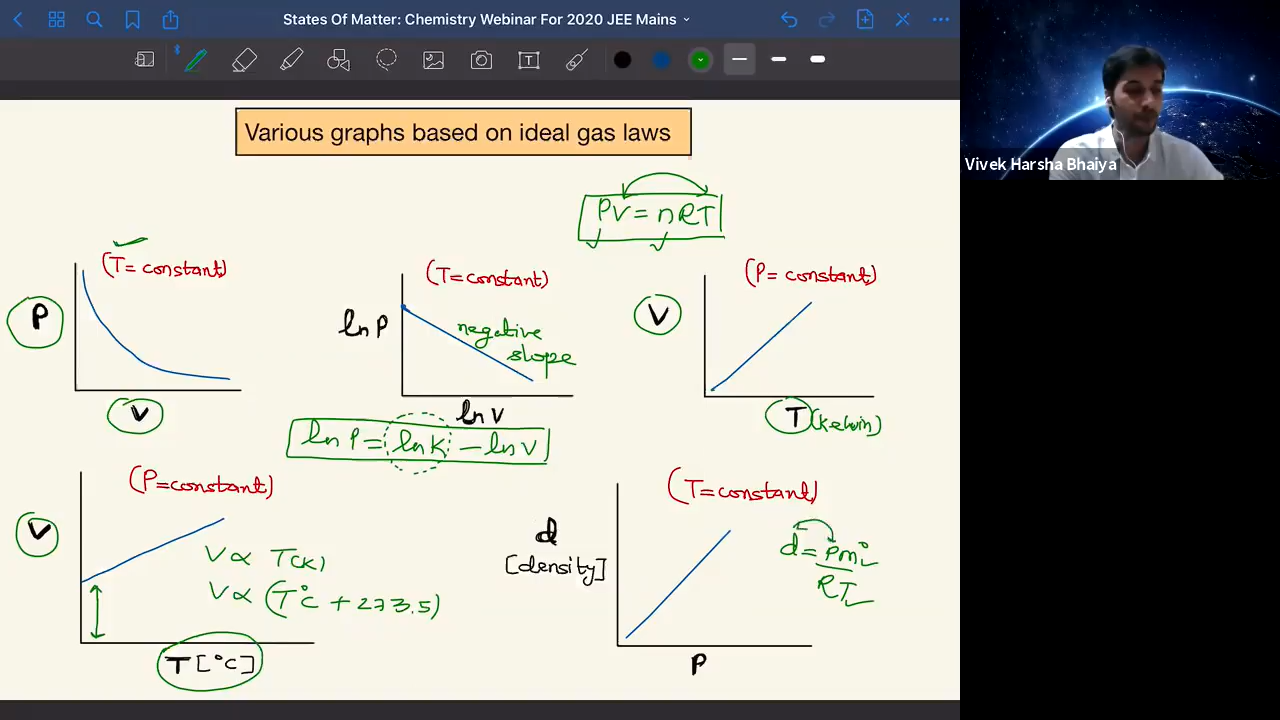 States Of Matter: Chemistry Webinar For 2020 JEE Mains
T
Various graphs based on ideal gas laws
Vivek Harsha Bhaiya
PV = nRT
(T= constant)
P
V
(T=constant)
ln P
negative
slope
ln V
ln P = ln K - ln V
(P= constant)
V
T (Kelvin)
(P=constant)
V
V ∝ T(K)
V ∝ (T°C + 273.5)
T [°C]
(T=constant)
d
[density]
d = PM°
RT
P